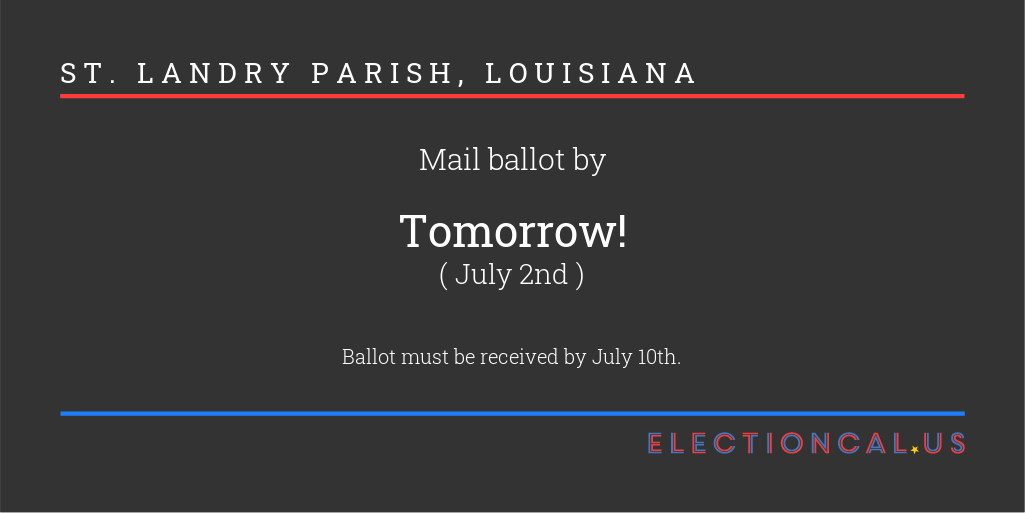 ST. LANDRY PARISH, LOUISIANA
Mail ballot by
Tomorrow!
( July 2nd )
Ballot must be received by July 10th.
ELECTIONCAL.US